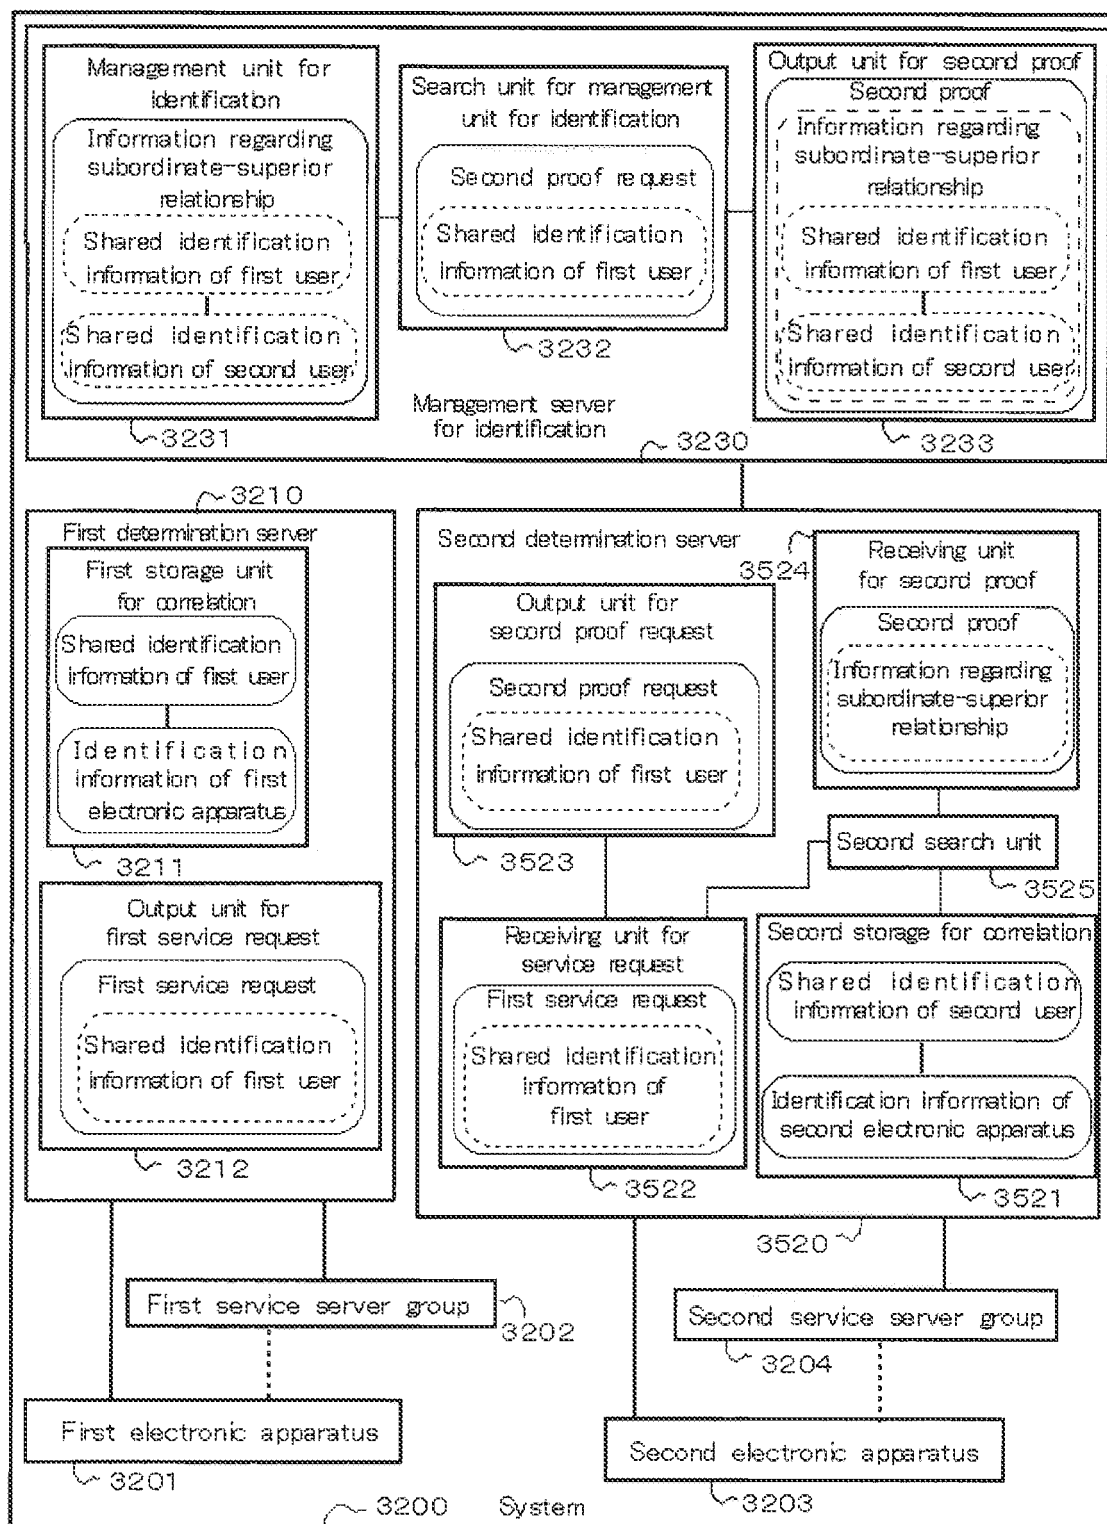 Management unit for
identification
Information regarding
subordinate-superior
relationship
Shared identification
information of first user
Shared identification
information of second user
3231
Search unit for management
unit for identification
Second proof request
Shared identification
information of first user
3232
Output unit for second proof
Second proof
Information regarding
subordinate-superior
relationship
Shared identification
information of first user
Shared identification
information of second user
3233
Management server
for identification
3230
3210
First determination server
First storage unit
for correlation
Shared identification
information of first user
Identification
information of first
electronic apparatus
3211
Output unit for
first service request
First service request
Shared identification
information of first user
3212
Second determination server
3524
Receiving unit
for second proof
Second proof
Information regarding
subordinate-superior
relationship
Output unit for
second proof request
Second proof request
Shared identification
information of first user
3523
Second search unit
3525
Receiving unit for
service request
First service request
Shared identification
information of
first user
3522
Second storage for correlation
Shared identification
information of second user
Identification information of
second electronic apparatus
3521
3520
First service server group
3202
Second service server group
3204
First electronic apparatus
3201
Second electronic apparatus
3203
3200 System